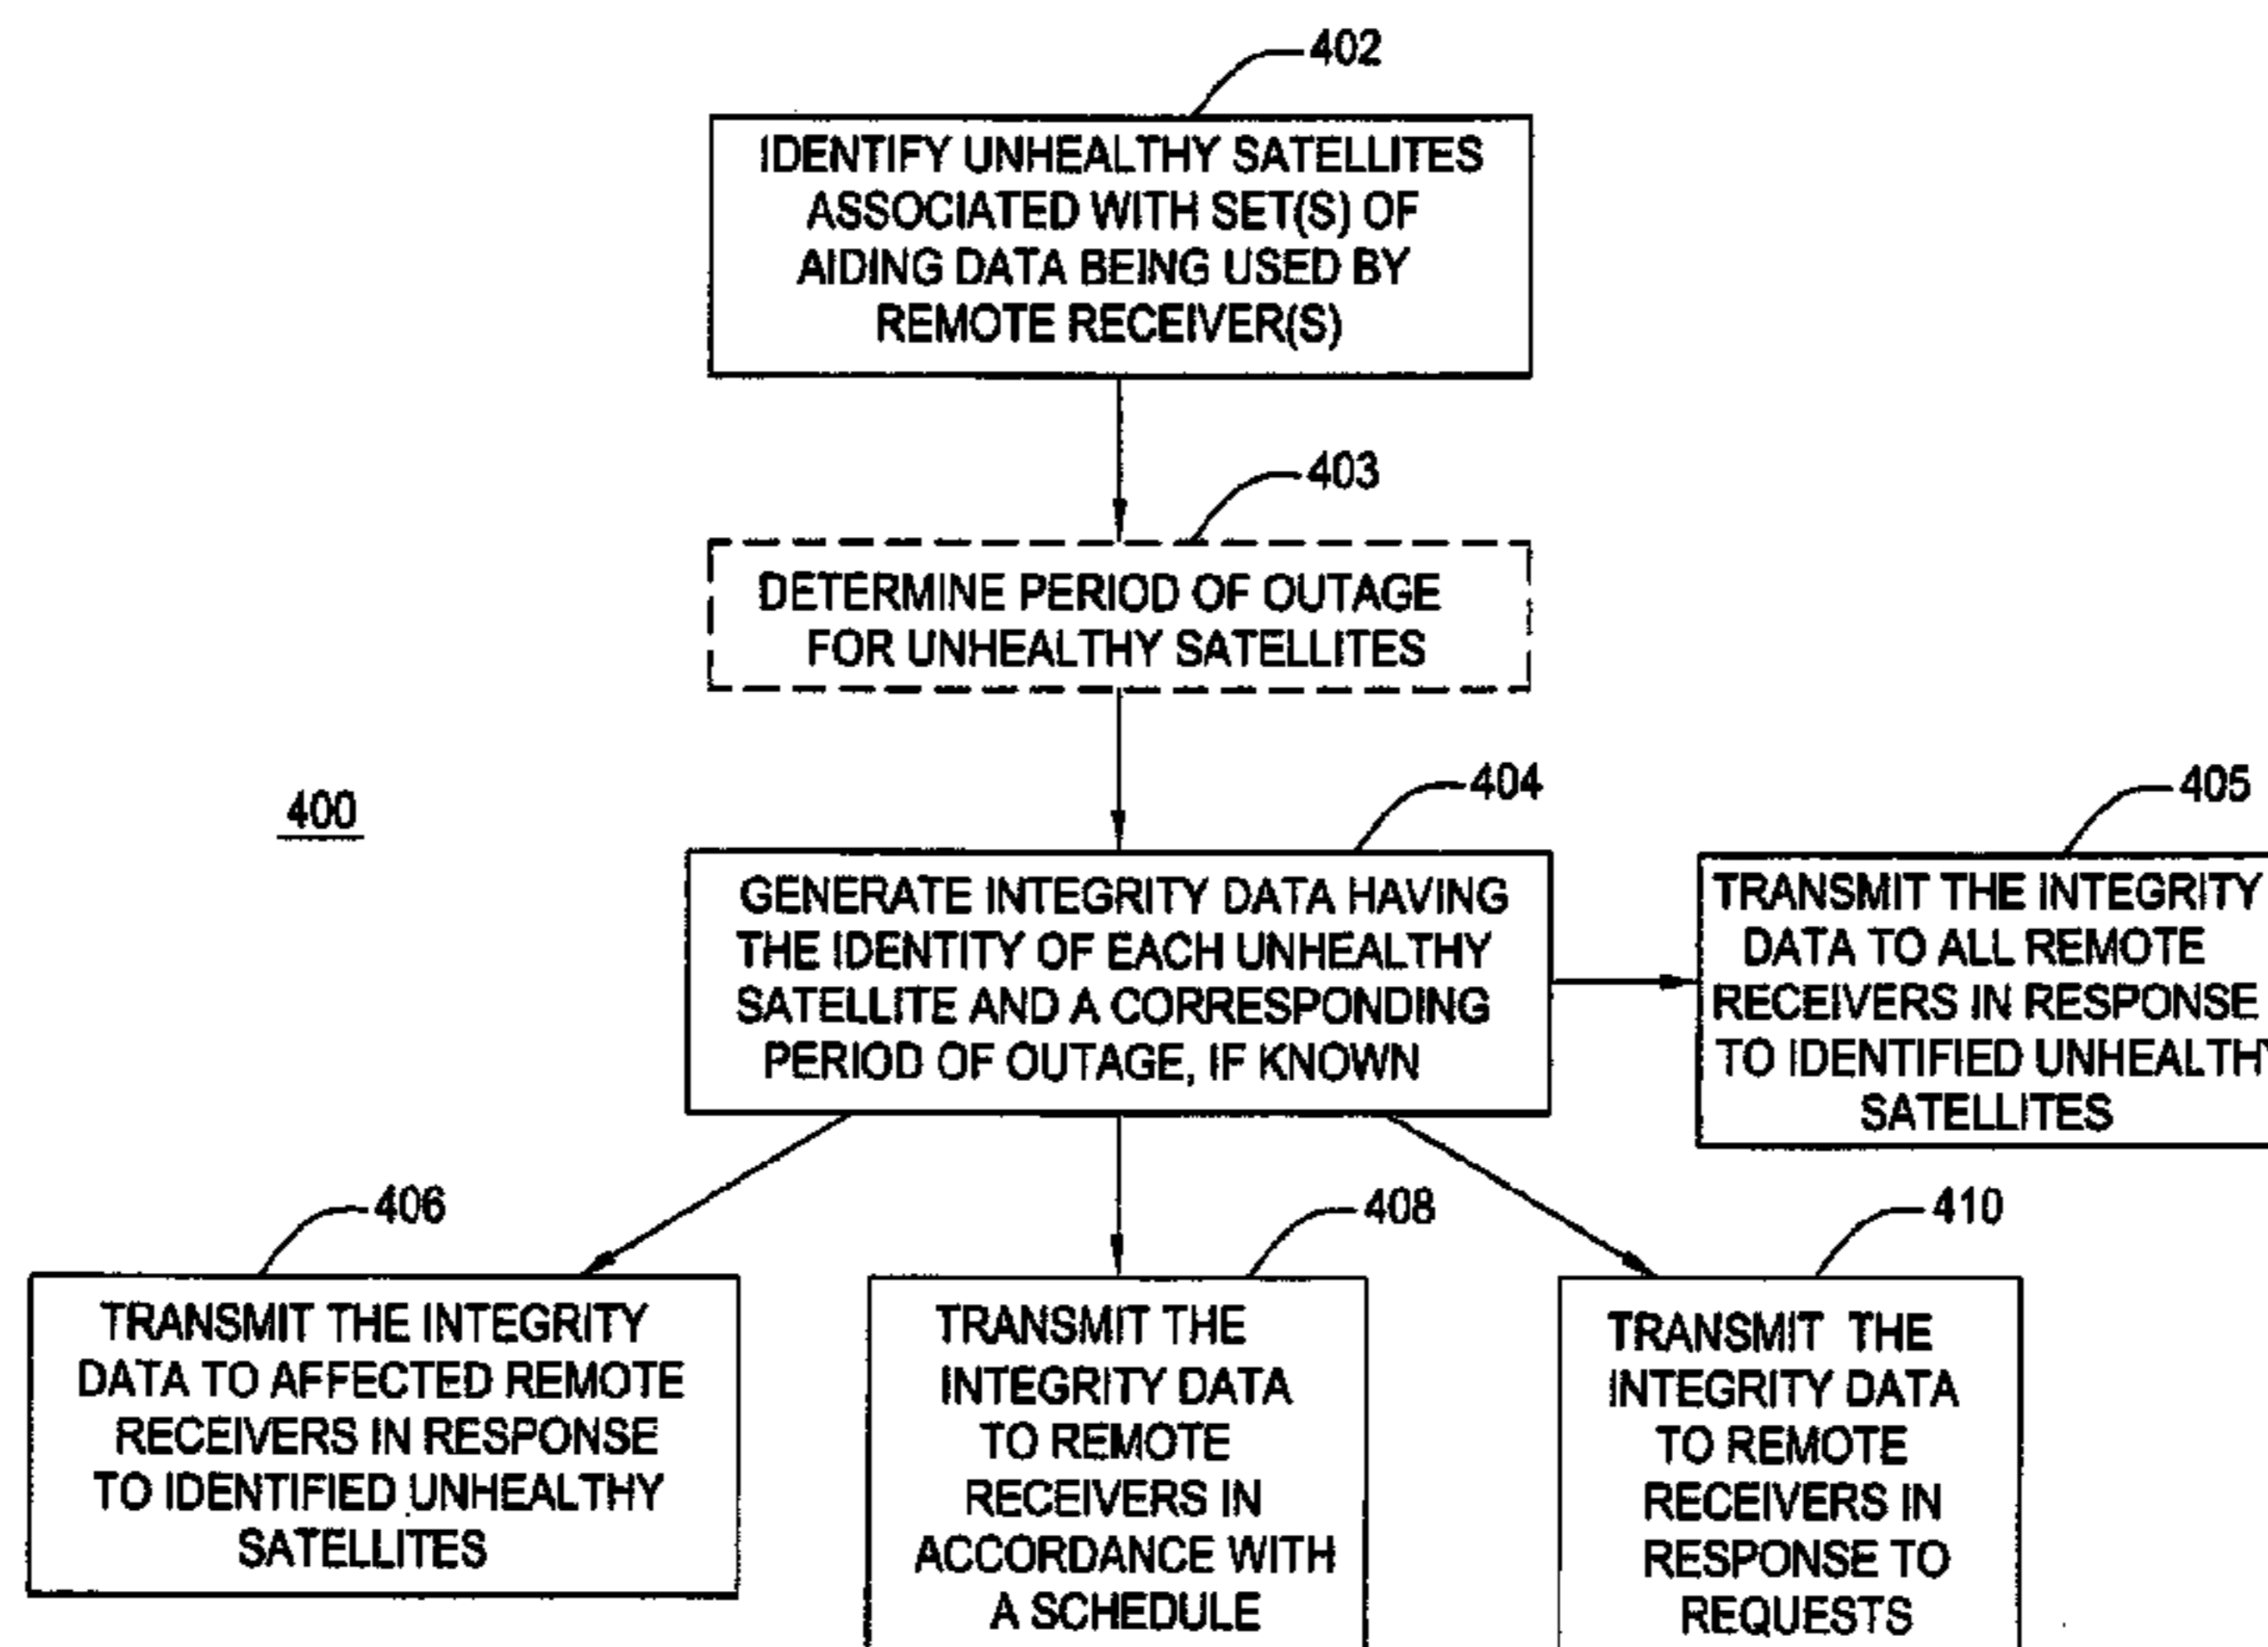 402
IDENTIFY UNHEALTHY SATELLITES
ASSOCIATED WITH SET(S) OF
AIDING DATA BEING USED BY
REMOTE RECEIVER(S)
403
DETERMINE PERIOD OF OUTAGE
FOR UNHEALTHY SATELLITES
400
404
GENERATE INTEGRITY DATA HAVING
THE IDENTITY OF EACH UNHEALTHY
SATELLITE AND A CORRESPONDING
PERIOD OF OUTAGE, IF KNOWN
405
TRANSMIT THE INTEGRITY
DATA TO ALL REMOTE
RECEIVERS IN RESPONSE
TO IDENTIFIED UNHEALTHY
SATELLITES
406
TRANSMIT THE INTEGRITY
DATA TO AFFECTED REMOTE
RECEIVERS IN RESPONSE
TO IDENTIFIED UNHEALTHY
SATELLITES
408
TRANSMIT THE
INTEGRITY DATA
TO REMOTE
RECEIVERS IN
ACCORDANCE WITH
A SCHEDULE
410
TRANSMIT THE
INTEGRITY DATA
TO REMOTE
RECEIVERS IN
RESPONSE TO
REQUESTS